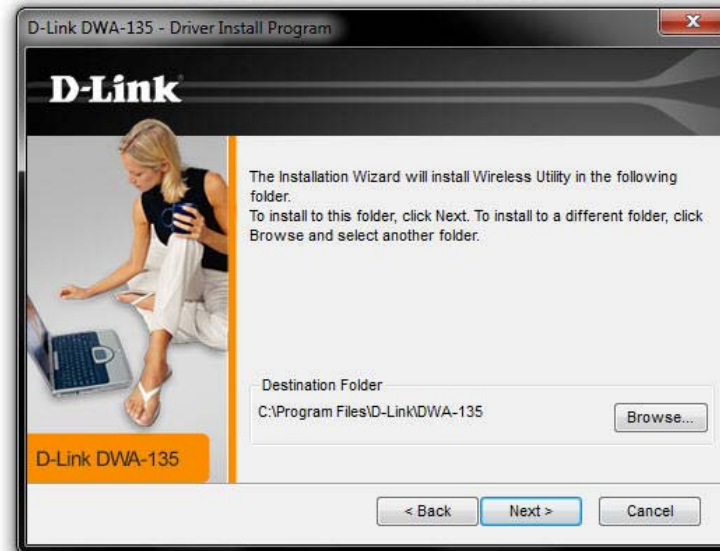 D-Link DWA-135 - Driver Install Program
D-Link
The Installation Wizard will install Wireless Utility in the following
folder.
To install to this folder, click Next. To install to a different folder, click
Browse and select another folder.
Destination Folder
C:\Program Files\D-Link\DWA-135
Browse...
D-Link DWA-135
< Back
Next >
Cancel